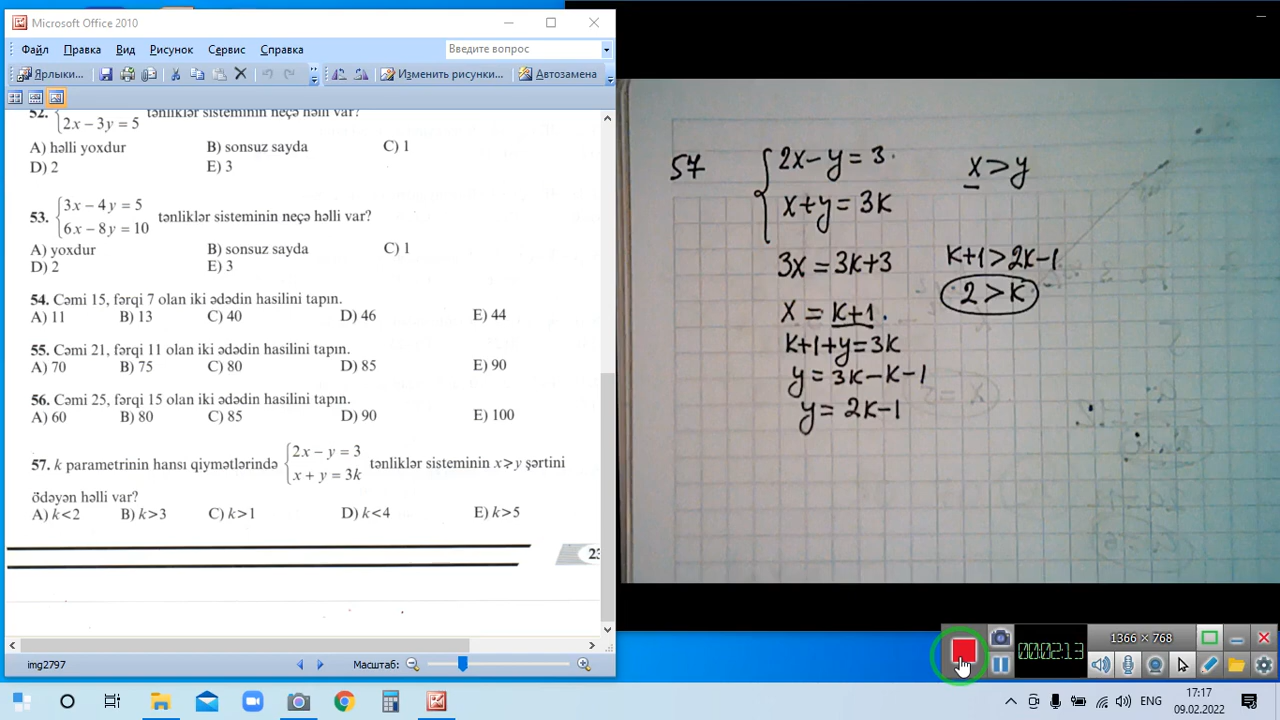 Microsoft Office 2010
Файл Правка Вид Рисунок Сервис Справка
Введите вопрос
Ярлыки... Изменить рисунки... Автозамена
52. 2x − 3y = 5 tənliklər sisteminin neçə həlli var?
A) həlli yoxdur B) sonsuz sayda C) 1
D) 2 E) 3
53. 3x − 4y = 5
6x − 8y = 10 tənliklər sisteminin neçə həlli var?
A) yoxdur B) sonsuz sayda C) 1
D) 2 E) 3
54. Cəmi 15, fərqi 7 olan iki ədədin hasilini tapın.
A) 11 B) 13 C) 40 D) 46 E) 44
55. Cəmi 21, fərqi 11 olan iki ədədin hasilini tapın.
A) 70 B) 75 C) 80 D) 85 E) 90
56. Cəmi 25, fərqi 15 olan iki ədədin hasilini tapın.
A) 60 B) 80 C) 85 D) 90 E) 100
57. k parametrinin hansı qiymətlərində { 2x − y = 3
x + y = 3k tənliklər sisteminin x>y şərtini
ödəyən həlli var?
A) k<2 B) k>3 C) k>1 D) k<4 E) k>5
23
img2797 Масштаб:
57 2x − y = 3 x > y
x + y = 3k
3x = 3k+3 k+1 > 2k−1
x = k+1 2 > k
k+1+y = 3k
y = 3k − k − 1
y = 2k−1
1366 × 768
00:02:13
ENG 17:17
09.02.2022